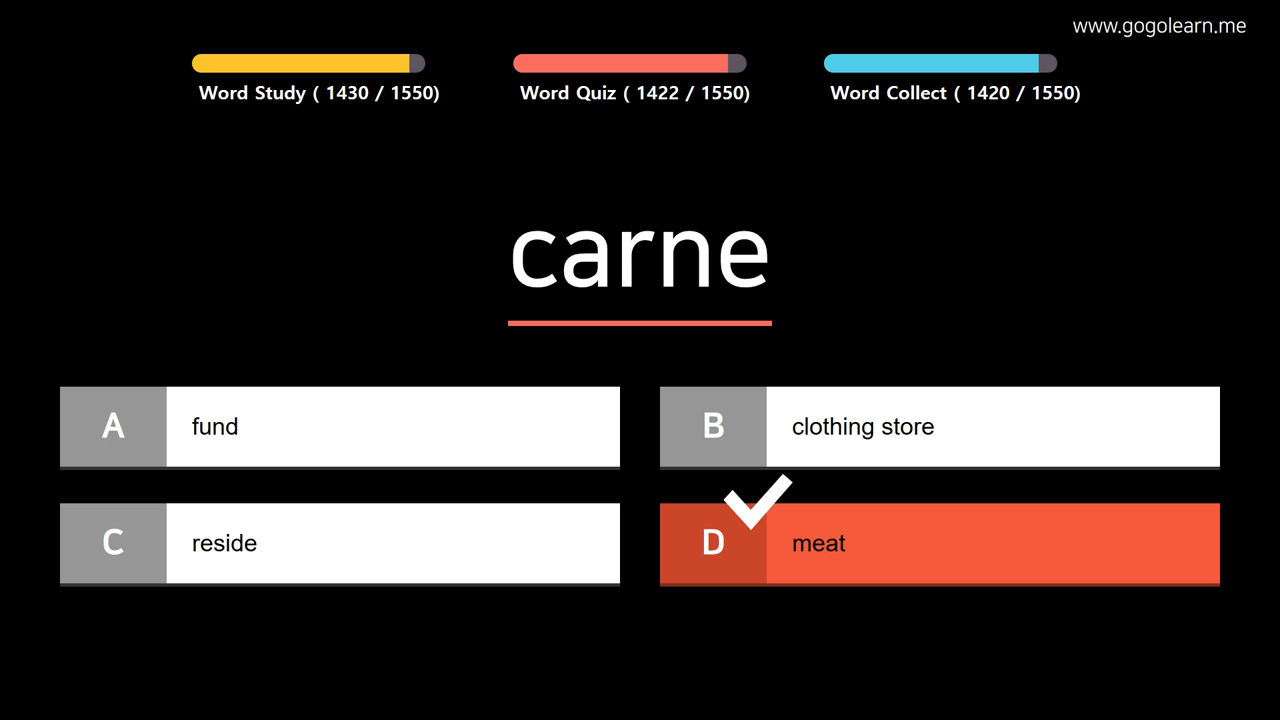 www.gogolearn.me
Word Study ( 1430 / 1550)
Word Quiz ( 1422 / 1550)
Word Collect ( 1420 / 1550)
carne
A fund
B clothing store
C reside
D meat